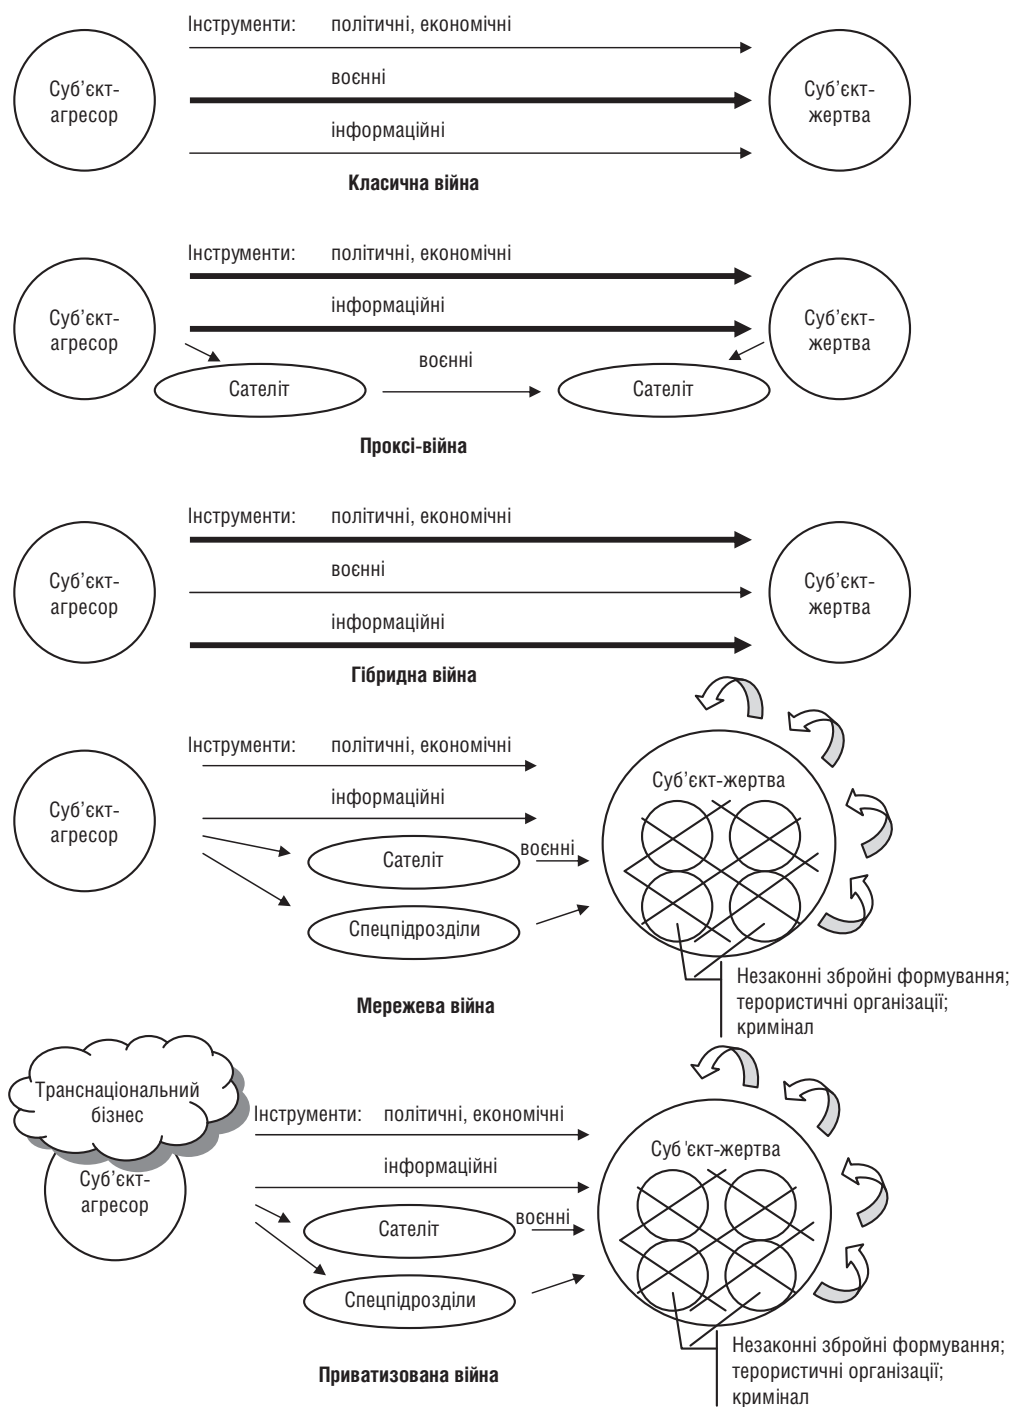 Інструменти: політичні, економічні
воєнні
Суб’єкт-
агресор
Суб’єкт-
жертва
інформаційні
Класична війна
Інструменти: політичні, економічні
інформаційні
Суб’єкт-
агресор
Суб’єкт-
жертва
воєнні
Сателіт
Сателіт
Проксі-війна
Інструменти: політичні, економічні
воєнні
Суб’єкт-
агресор
Суб’єкт-
жертва
інформаційні
Гібридна війна
Інструменти: політичні, економічні
Суб’єкт-жертва
інформаційні
Суб’єкт-
агресор
воєнні
Сателіт
Спецпідрозділи
Незаконні збройні формування;
терористичні організації;
кримінал
Мережева війна
Транснаціональний
бізнес
Інструменти: політичні, економічні
Суб'єкт-жертва
інформаційні
Суб’єкт-
агресор
воєнні
Сателіт
Спецпідрозділи
Незаконні збройні формування;
терористичні організації;
кримінал
Приватизована війна